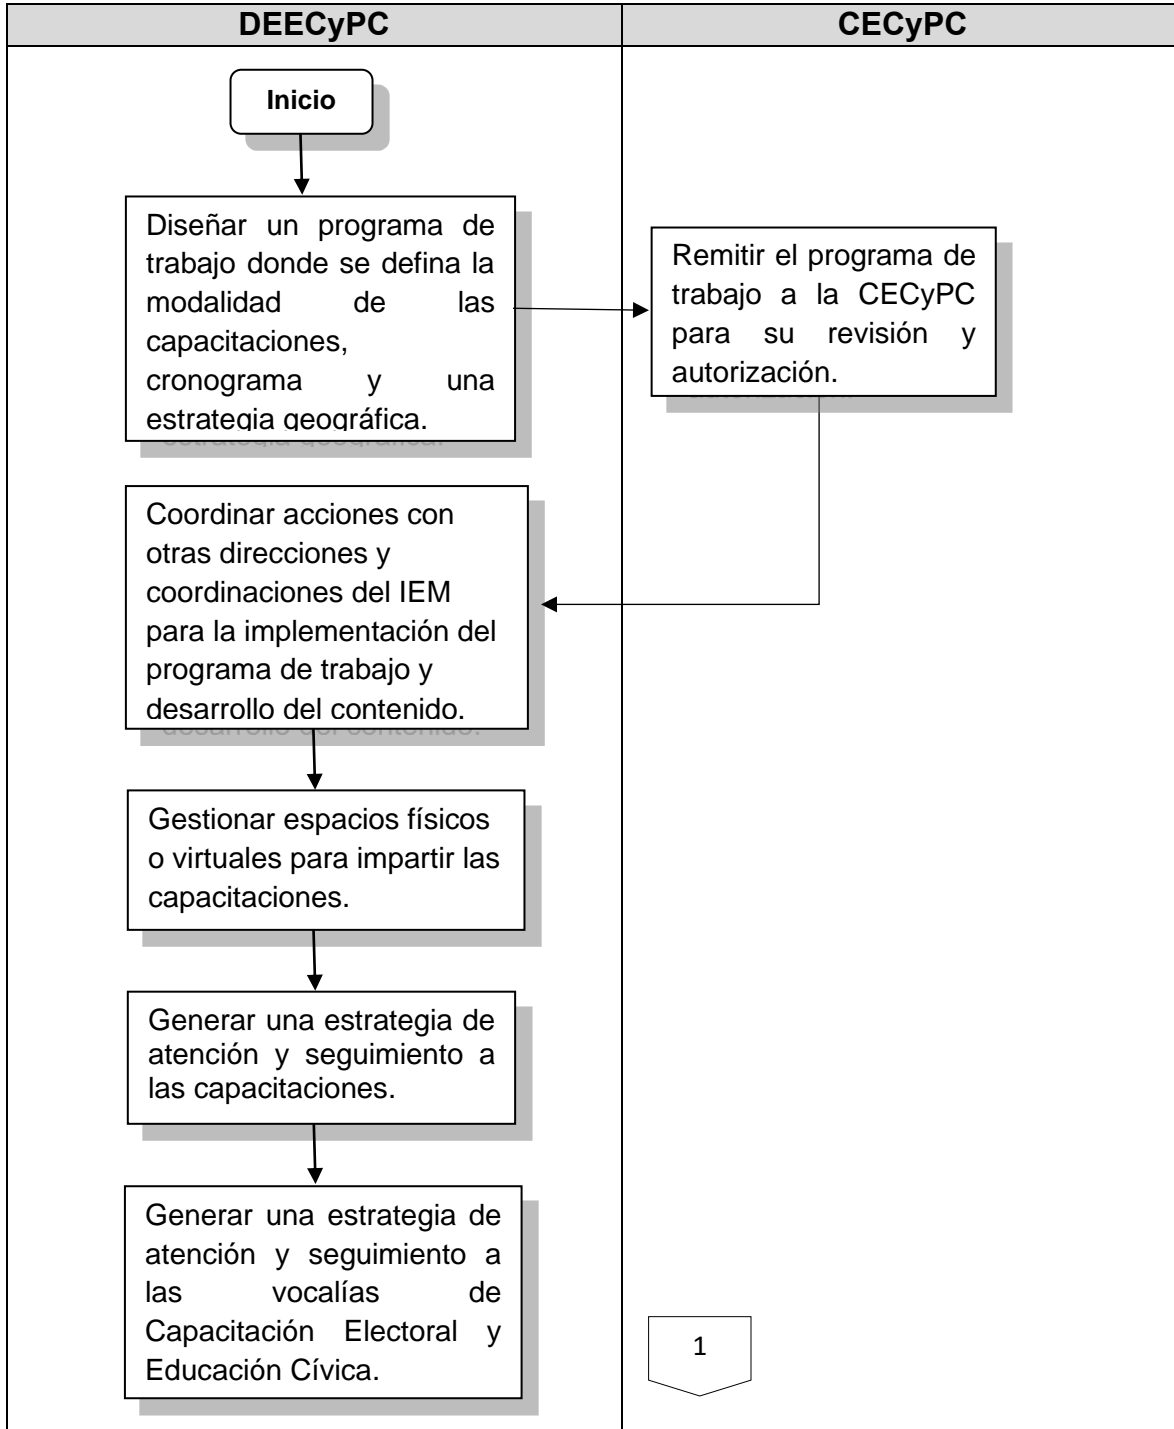 DEECyPC
CECyPC
Inicio
Diseñar un programa de
trabajo donde se defina la
modalidad de las
capacitaciones,
cronograma y una
estrategia geográfica.
Remitir el programa de
trabajo a la CECyPC
para su revisión y
autorización.
Coordinar acciones con
otras direcciones y
coordinaciones del IEM
para la implementación del
programa de trabajo y
desarrollo del contenido.
Gestionar espacios físicos
o virtuales para impartir las
capacitaciones.
Generar una estrategia de
atención y seguimiento a
las capacitaciones.
Generar una estrategia de
atención y seguimiento a
las vocalías de
Capacitación Electoral y
Educación Cívica.
1